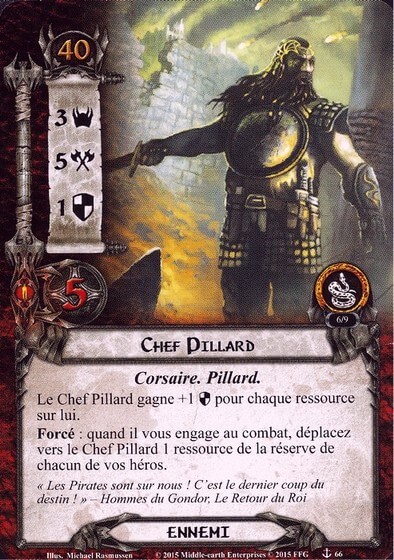 40
3
5
1
5
6/9
Chef Pillard
Corsaire. Pillard.
Le Chef Pillard gagne +1 pour chaque ressource
sur lui.
Forcé : quand il vous engage au combat, déplacez
vers le Chef Pillard 1 ressource de la réserve de
chacun de vos héros.
« Les Pirates sont sur nous ! C'est le dernier coup du
destin ! » – Hommes du Gondor, Le Retour du Roi
ENNEMI
Illus. Michael Rasmussen © 2015 Middle-earth Enterprises © 2015 FFG 66